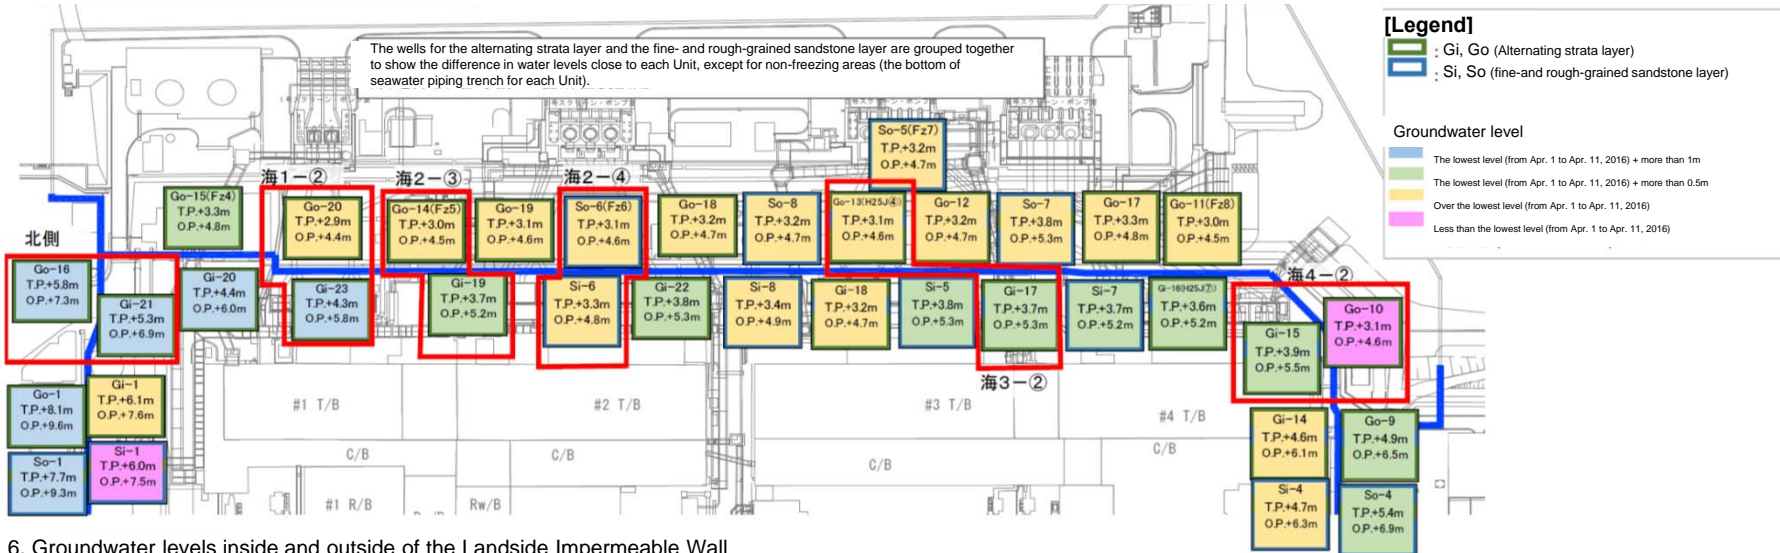 The wells for the alternating strata layer and the fine- and rough-grained sandstone layer are grouped together
to show the difference in water levels close to each Unit, except for non-freezing areas (the bottom of
seawater piping trench for each Unit).
[Legend]
: Gi, Go (Alternating strata layer)
: Si, So (fine-and rough-grained sandstone layer)
Groundwater level
The lowest level (from Apr. 1 to Apr. 11, 2016) + more than 1m
The lowest level (from Apr. 1 to Apr. 11, 2016) + more than 0.5m
Over the lowest level (from Apr. 1 to Apr. 11, 2016)
Less than the lowest level (from Apr. 1 to Apr. 11, 2016)
So-5(Fz7)
T.P.+3.2m
O.P.+4.7m
海1-②
海2-③
海2-④
Go-15(Fz4)
T.P.+3.3m
O.P.+4.8m
Go-20
T.P.+2.9m
O.P.+4.4m
Go-14(Fz5)
T.P.+3.0m
O.P.+4.5m
Go-19
T.P.+3.1m
O.P.+4.6m
So-6(Fz6)
T.P.+3.1m
O.P.+4.6m
Go-18
T.P.+3.2m
O.P.+4.7m
So-8
T.P.+3.2m
O.P.+4.7m
Go-13(H25J④)
T.P.+3.1m
O.P.+4.6m
Go-12
T.P.+3.2m
O.P.+4.7m
So-7
T.P.+3.8m
O.P.+5.3m
Go-17
T.P.+3.3m
O.P.+4.8m
Go-11(Fz8)
T.P.+3.0m
O.P.+4.5m
北側
Go-16
T.P.+5.8m
O.P.+7.3m
Gi-21
T.P.+5.3m
O.P.+6.9m
Gi-20
T.P.+4.4m
O.P.+6.0m
Gi-23
T.P.+4.3m
O.P.+5.8m
Gi-19
T.P.+3.7m
O.P.+5.2m
Si-6
T.P.+3.3m
O.P.+4.8m
Gi-22
T.P.+3.8m
O.P.+5.3m
Si-8
T.P.+3.4m
O.P.+4.9m
Gi-18
T.P.+3.2m
O.P.+4.7m
Si-5
T.P.+3.8m
O.P.+5.3m
Gi-17
T.P.+3.7m
O.P.+5.3m
Si-7
T.P.+3.7m
O.P.+5.2m
Gi-16(H25J⑦)
T.P.+3.6m
O.P.+5.2m
海4-②
Gi-15
T.P.+3.9m
O.P.+5.5m
Go-10
T.P.+3.1m
O.P.+4.6m
海3-②
Go-1
T.P.+8.1m
O.P.+9.6m
Gi-1
T.P.+6.1m
O.P.+7.6m
So-1
T.P.+7.7m
O.P.+9.3m
Si-1
T.P.+6.0m
O.P.+7.5m
#1 T/B
#2 T/B
#3 T/B
#4 T/B
C/B
C/B
C/B
C/B
#1 R/B
Rw/B
Gi-14
T.P.+4.6m
O.P.+6.1m
Go-9
T.P.+4.9m
O.P.+6.5m
Si-4
T.P.+4.7m
O.P.+6.3m
So-4
T.P.+5.4m
O.P.+6.9m
6. Groundwater levels inside and outside of the Landside Impermeable Wall